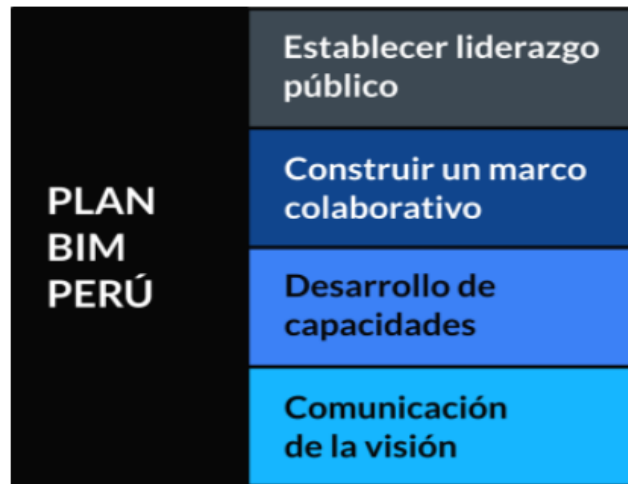 PLAN
BIM
PERÚ
Establecer liderazgo
público
Construir un marco
colaborativo
Desarrollo de
capacidades
Comunicación
de la visión